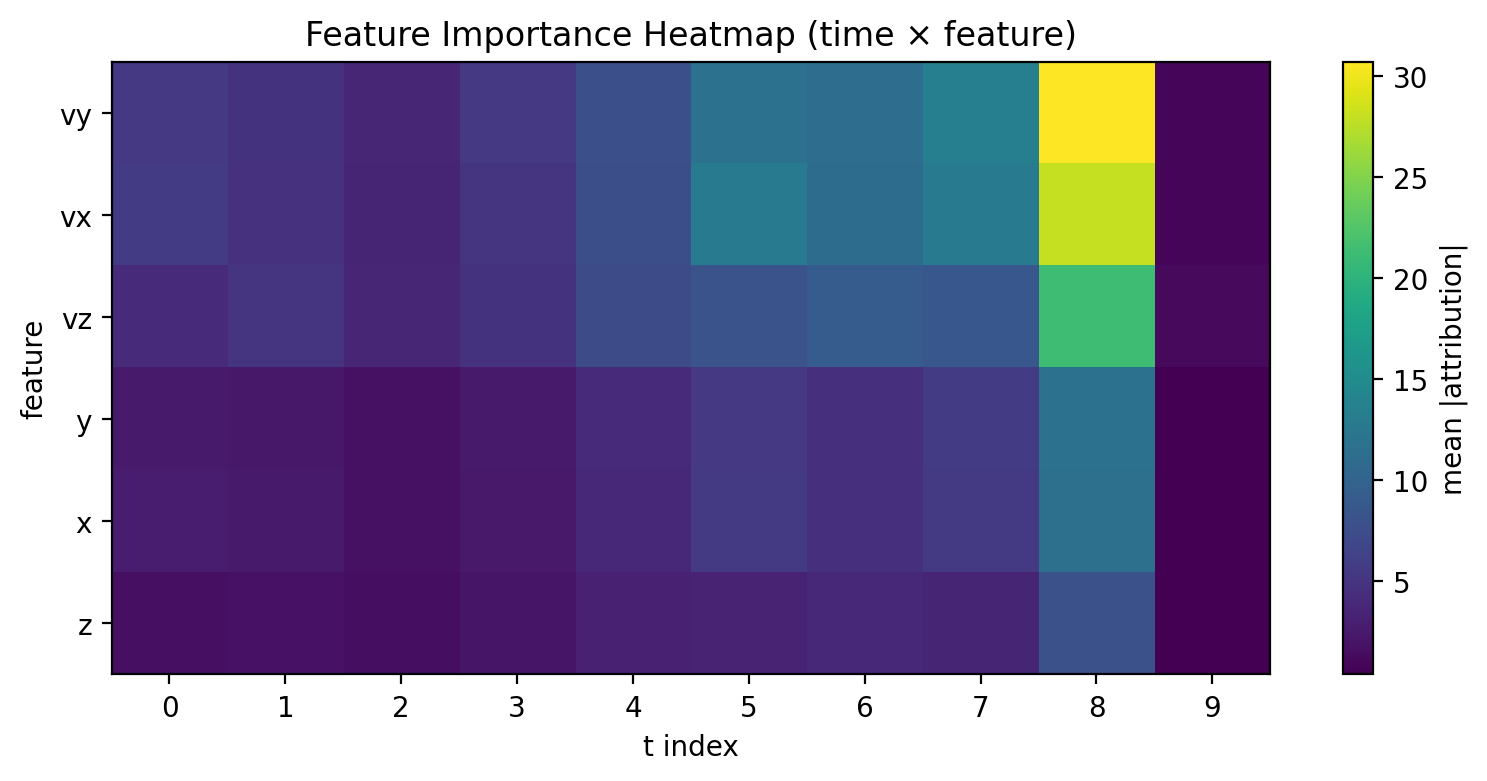 Feature Importance Heatmap (time × feature)
vy
vx
vz
y
x
z
feature
0 1 2 3 4 5 6 7 8 9
t index
30
25
20
15
10
5
mean |attribution|